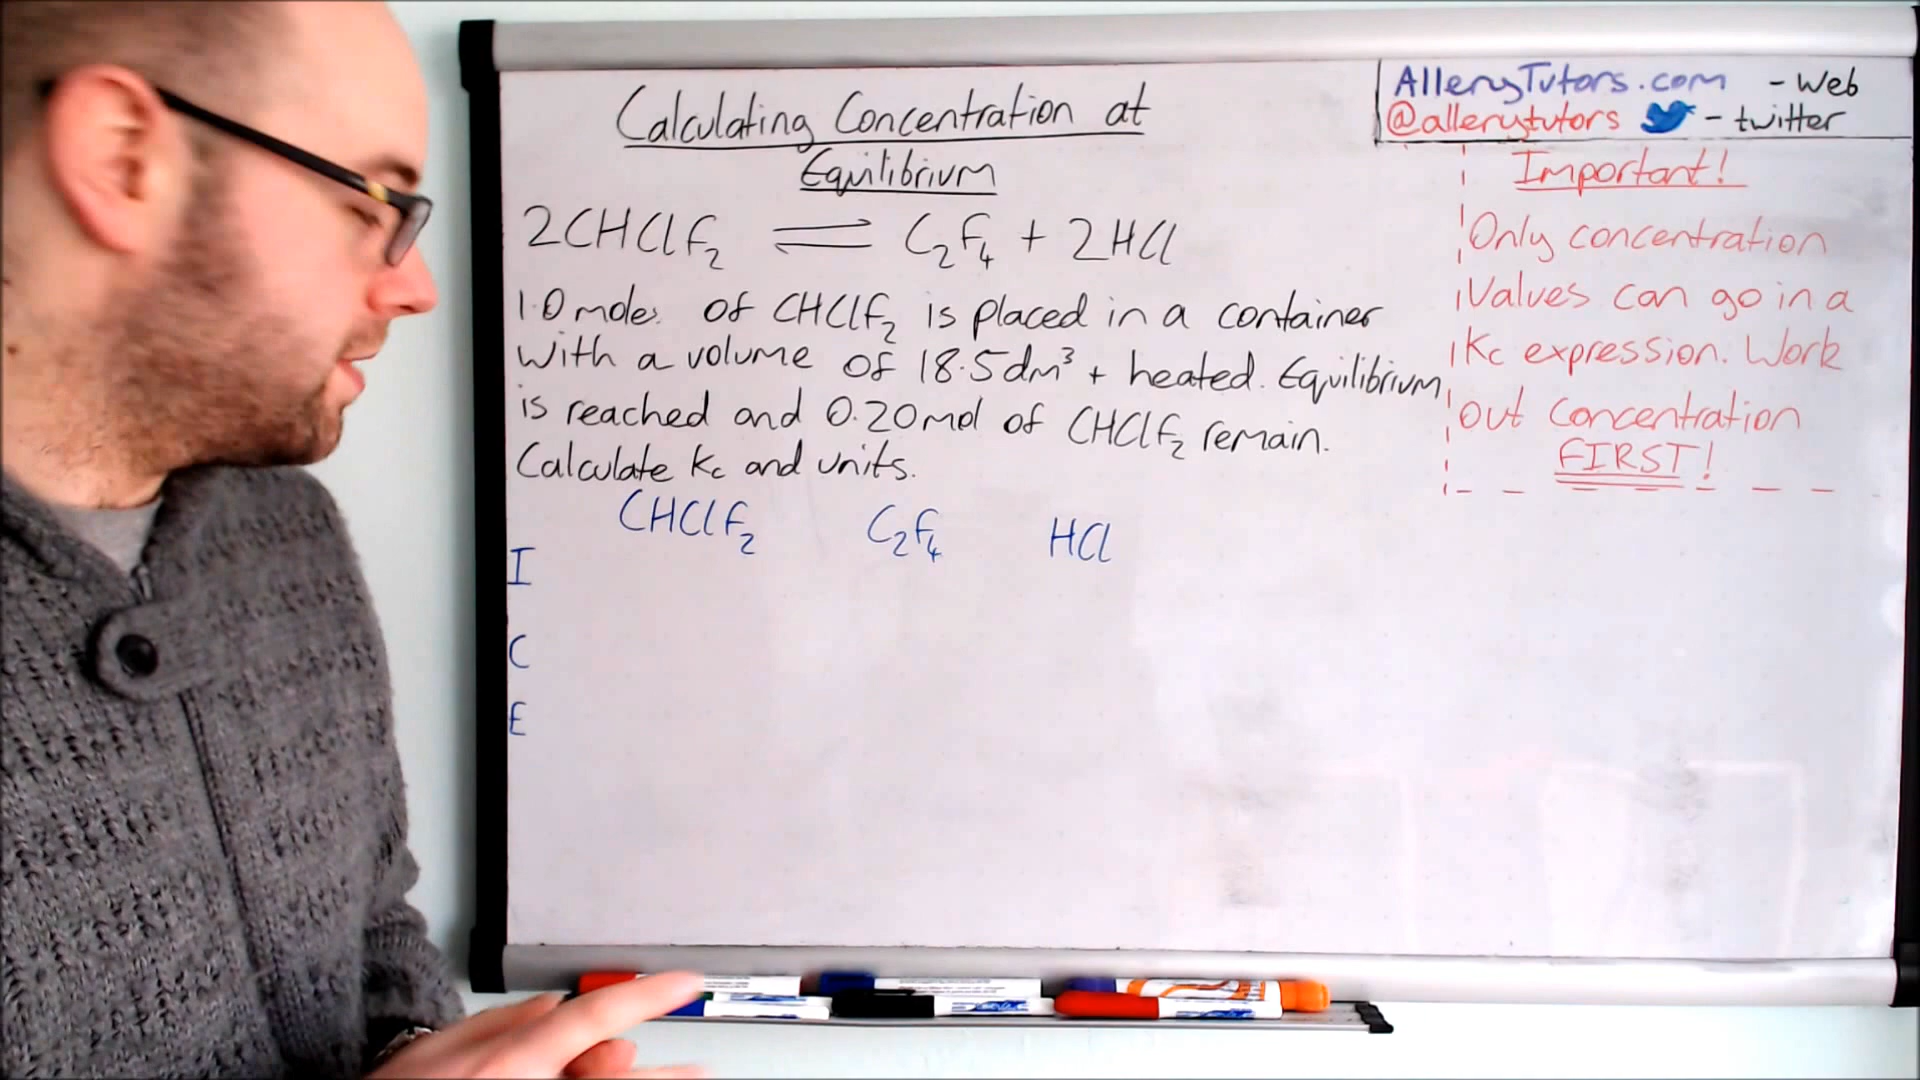 Calculating Concentration at
Equilibrium
2CHClF₂ ⇌ C₂F₄ + 2HCl
1.0 moles of CHClF₂ is placed in a container
with a volume of 18.5dm³ + heated. Equilibrium
is reached and 0.20mol of CHClF₂ remain.
Calculate Kc and units.
CHClF₂ C₂F₄ HCl
I
C
E
AlleryTutors.com - Web
@allerytutors - twitter
Important!
Only concentration
Values can go in a
Kc expression. Work
out concentration
FIRST!